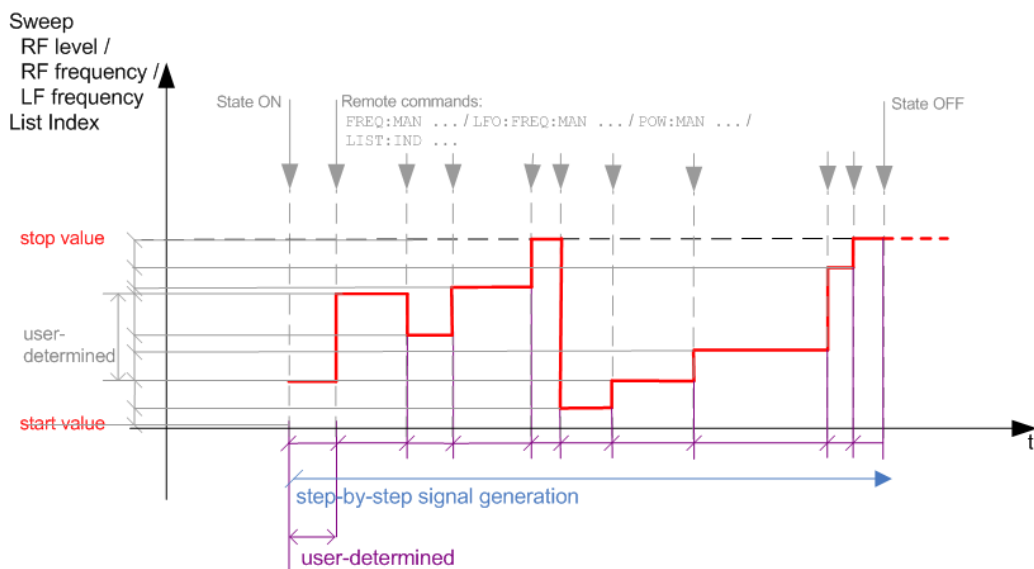 Sweep
RF level /
RF frequency /
LF frequency
List Index
State ON
Remote commands:
FREQ:MAN ... / LFO:FREQ:MAN ... / POW:MAN ... /
LIST:IND ...
State OFF
stop value
user-
determined
start value
t
step-by-step signal generation
user-determined